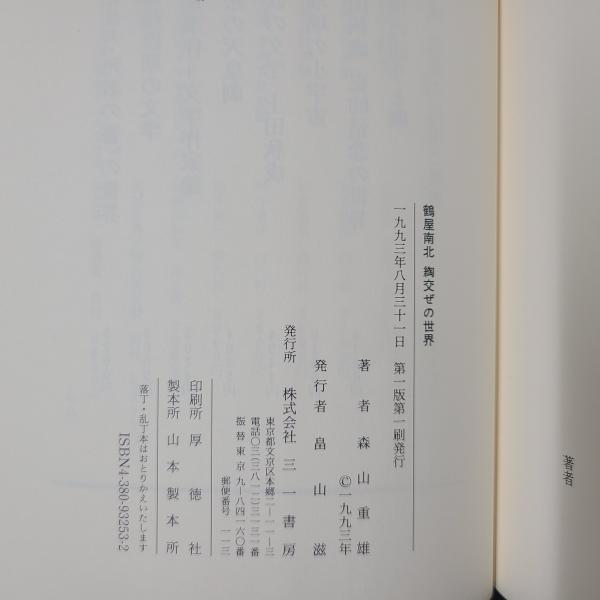 鶴屋南北 綯交ぜの世界
一九九三年八月三十一日 第一版第一刷発行
著者 森山重雄
©一九九三年
発行者 畠山滋
発行所 株式会社 三一書房
東京都文京区本郷二―一一―三
電話〇三(三八一二)三一三一番
振替東京九―八四一六〇番
郵便番号 一一三
印刷所 厚徳社
製本所 山本製本所
落丁・乱丁本はおとりかえいたします
ISBN4-380-93253-2
著者